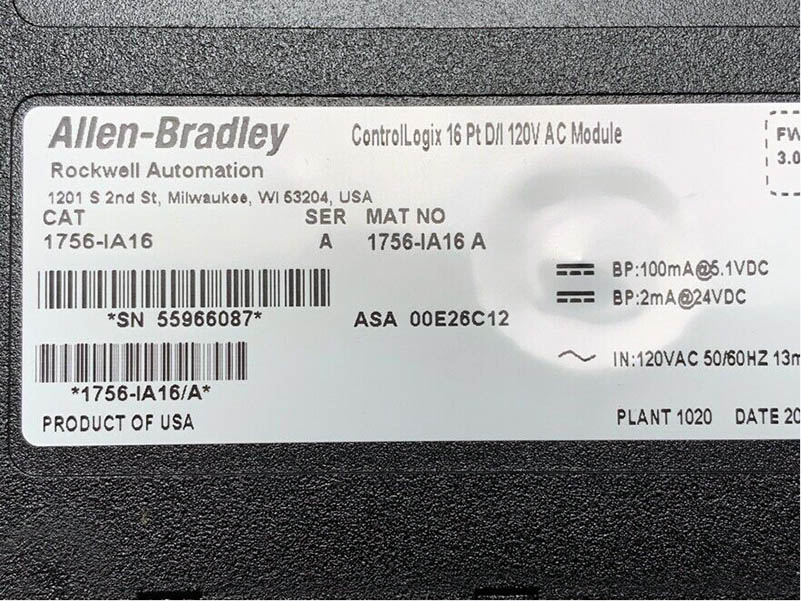 Allen-Bradley
ControlLogix 16 Pt D/I 120V AC Module
FW
3.0
Rockwell Automation
1201 S 2nd St, Milwaukee, WI 53204, USA
CAT SER MAT NO
1756-IA16 A 1756-IA16 A
BP:100mA@5.1VDC
*SN 55966087* ASA 00E26C12
BP:2mA@24VDC
IN:120VAC 50/60HZ 13m
*1756-IA16/A*
PRODUCT OF USA
PLANT 1020 DATE 20